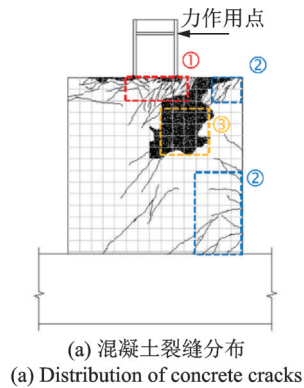 力作用点
①
②
③
②
(a) 混凝土裂缝分布
(a) Distribution of concrete cracks